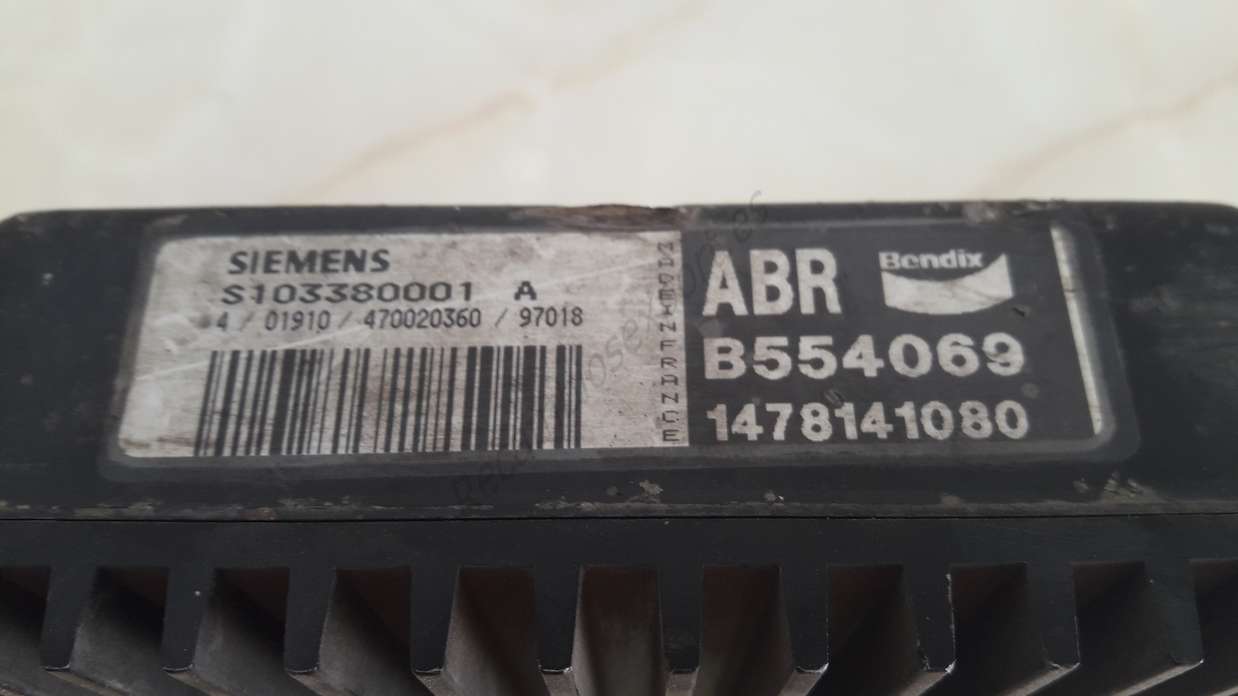 SIEMENS
S103380001 A
4 / 01910 / 470020360 / 97018
MADE IN FRANCE
ABR
Bendix
B554069
1478141080